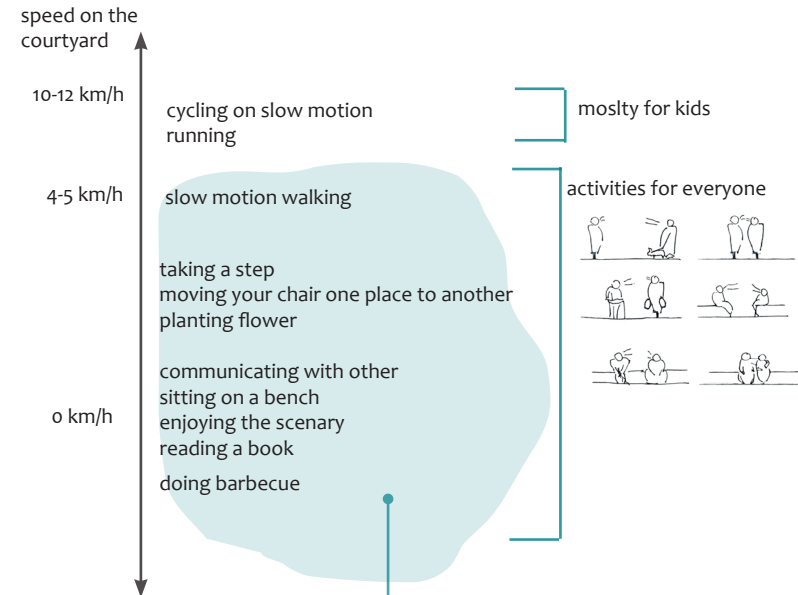 speed on the
courtyard
10-12 km/h
cycling on slow motion
running
moslty for kids
4-5 km/h
slow motion walking
activities for everyone
taking a step
moving your chair one place to another
planting flower
communicating with other
sitting on a bench
0 km/h
enjoying the scenary
reading a book
doing barbecue